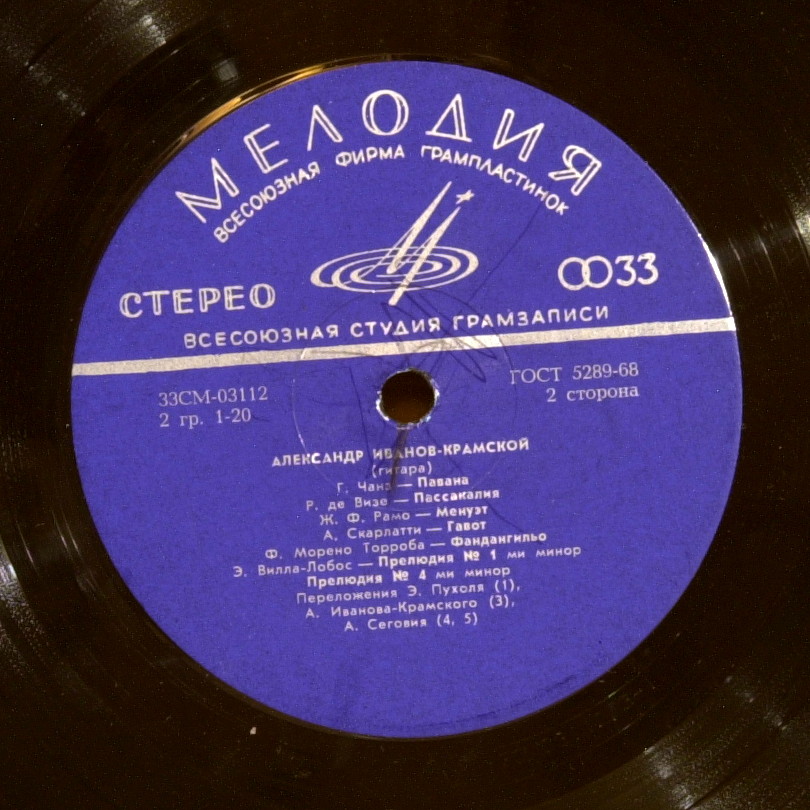 МЕЛОДИЯ
ВСЕСОЮЗНАЯ ФИРМА ГРАМПЛАСТИНОК
СТЕРЕО
33
ВСЕСОЮЗНАЯ СТУДИЯ ГРАМЗАПИСИ
33СМ-03112
ГОСТ 5289-68
2 гр. 1-20
2 сторона
АЛЕКСАНДР ИВАНОВ-КРАМСКОЙ
(гитара)
Г. Чанз — Павана
Р. де Визе — Пассакалия
Ж. Ф. Рамо — Менуэт
А. Скарлатти — Гавот
Ф. Морено Торроба — Фандангильо
Э. Вилла-Лобос — Прелюдия № 1 ми минор
Прелюдия № 4 ми минор
Переложения Э. Пухоля (1),
А. Иванова-Крамского (3),
А. Сеговия (4, 5)